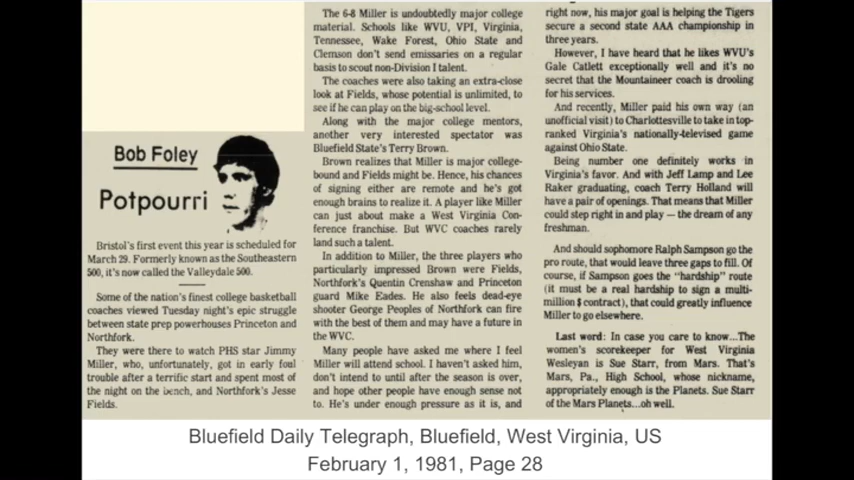 Bob Foley
Potpourri
Bristol's first event this year is scheduled for
March 29. Formerly known as the Southeastern
500, it's now called the Valleydale 500.
Some of the nation's finest college basketball
coaches viewed Tuesday night's epic struggle
between state prep powerhouses Princeton and
Northfork.
They were there to watch PHS star Jimmy
Miller, who, unfortunately, got in early foul
trouble after a terrific start and spent most of
the night on the bench, and Northfork's Jesse
Fields.
The 6-8 Miller is undoubtedly major college
material. Schools like WVU, VPI, Virginia,
Tennessee, Wake Forest, Ohio State and
Clemson don't send emissaries on a regular
basis to scout non-Division I talent.
The coaches were also taking an extra-close
look at Fields, whose potential is unlimited, to
see if he can play on the big-school level.
Along with the major college mentors,
another very interested spectator was
Bluefield State's Terry Brown.
Brown realizes that Miller is major college-
bound and Fields might be. Hence, his chances
of signing either are remote and he's got
enough brains to realize it. A player like Miller
can just about make a West Virginia Con-
ference franchise. But WVC coaches rarely
land such a talent.
In addition to Miller, the three players who
particularly impressed Brown were Fields,
Northfork's Quentin Crenshaw and Princeton
guard Mike Eades. He also feels dead-eye
shooter George Peoples of Northfork can fire
with the best of them and may have a future in
the WVC.
Many people have asked me where I feel
Miller will attend school. I haven't asked him,
don't intend to until after the season is over,
and hope other people have enough sense not
to. He's under enough pressure as it is, and
right now, his major goal is helping the Tigers
secure a second state AAA championship in
three years.
However, I have heard that he likes WVU's
Gale Catlett exceptionally well and it's no
secret that the Mountaineer coach is drooling
for his services.
And recently, Miller paid his own way (an
unofficial visit) to Charlottesville to take in top-
ranked Virginia's nationally-televised game
against Ohio State.
Being number one definitely works in
Virginia's favor. And with Jeff Lamp and Lee
Raker graduating, coach Terry Holland will
have a pair of openings. That means that Miller
could step right in and play — the dream of any
freshman.
And should sophomore Ralph Sampson go the
pro route, that would leave three gaps to fill. Of
course, if Sampson goes the "hardship" route
(it must be a real hardship to sign a multi-
million $ contract), that could greatly influence
Miller to go elsewhere.
Last word: In case you care to know...The
women's scorekeeper for West Virginia
Wesleyan is Sue Starr, from Mars. That's
Mars, Pa., High School, whose nickname,
appropriately enough is the Planets. Sue Starr
of the Mars Planets...oh well.
Bluefield Daily Telegraph, Bluefield, West Virginia, US
February 1, 1981, Page 28